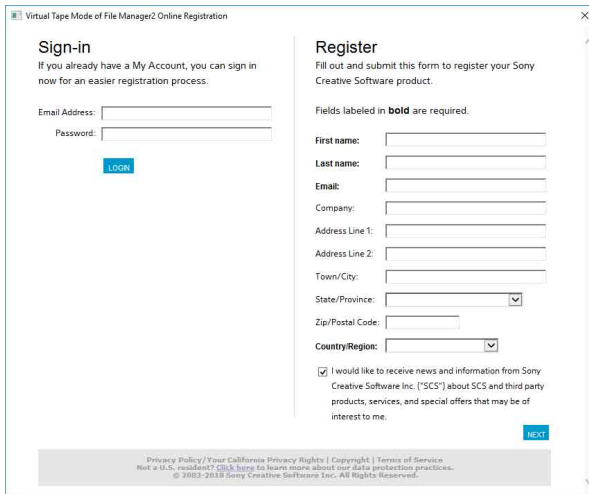 Virtual Tape Mode of File Manager2 Online Registration
Sign-in
If you already have a My Account, you can sign in
now for an easier registration process.
Email Address:
Password:
LOGIN
Register
Fill out and submit this form to register your Sony
Creative Software product.
Fields labeled in bold are required.
First name:
Last name:
Email:
Company:
Address Line 1:
Address Line 2:
Town/City:
State/Province:
Zip/Postal Code:
Country/Region:
I would like to receive news and information from Sony
Creative Software Inc. ("SCS") about SCS and third party
products, services, and special offers that may be of
interest to me.
NEXT
Privacy Policy/Your California Privacy Rights | Copyright | Terms of Service
Not a U.S. resident? Click here to learn more about our data protection practices.
© 2003-2018 Sony Creative Software Inc. All Rights Reserved.